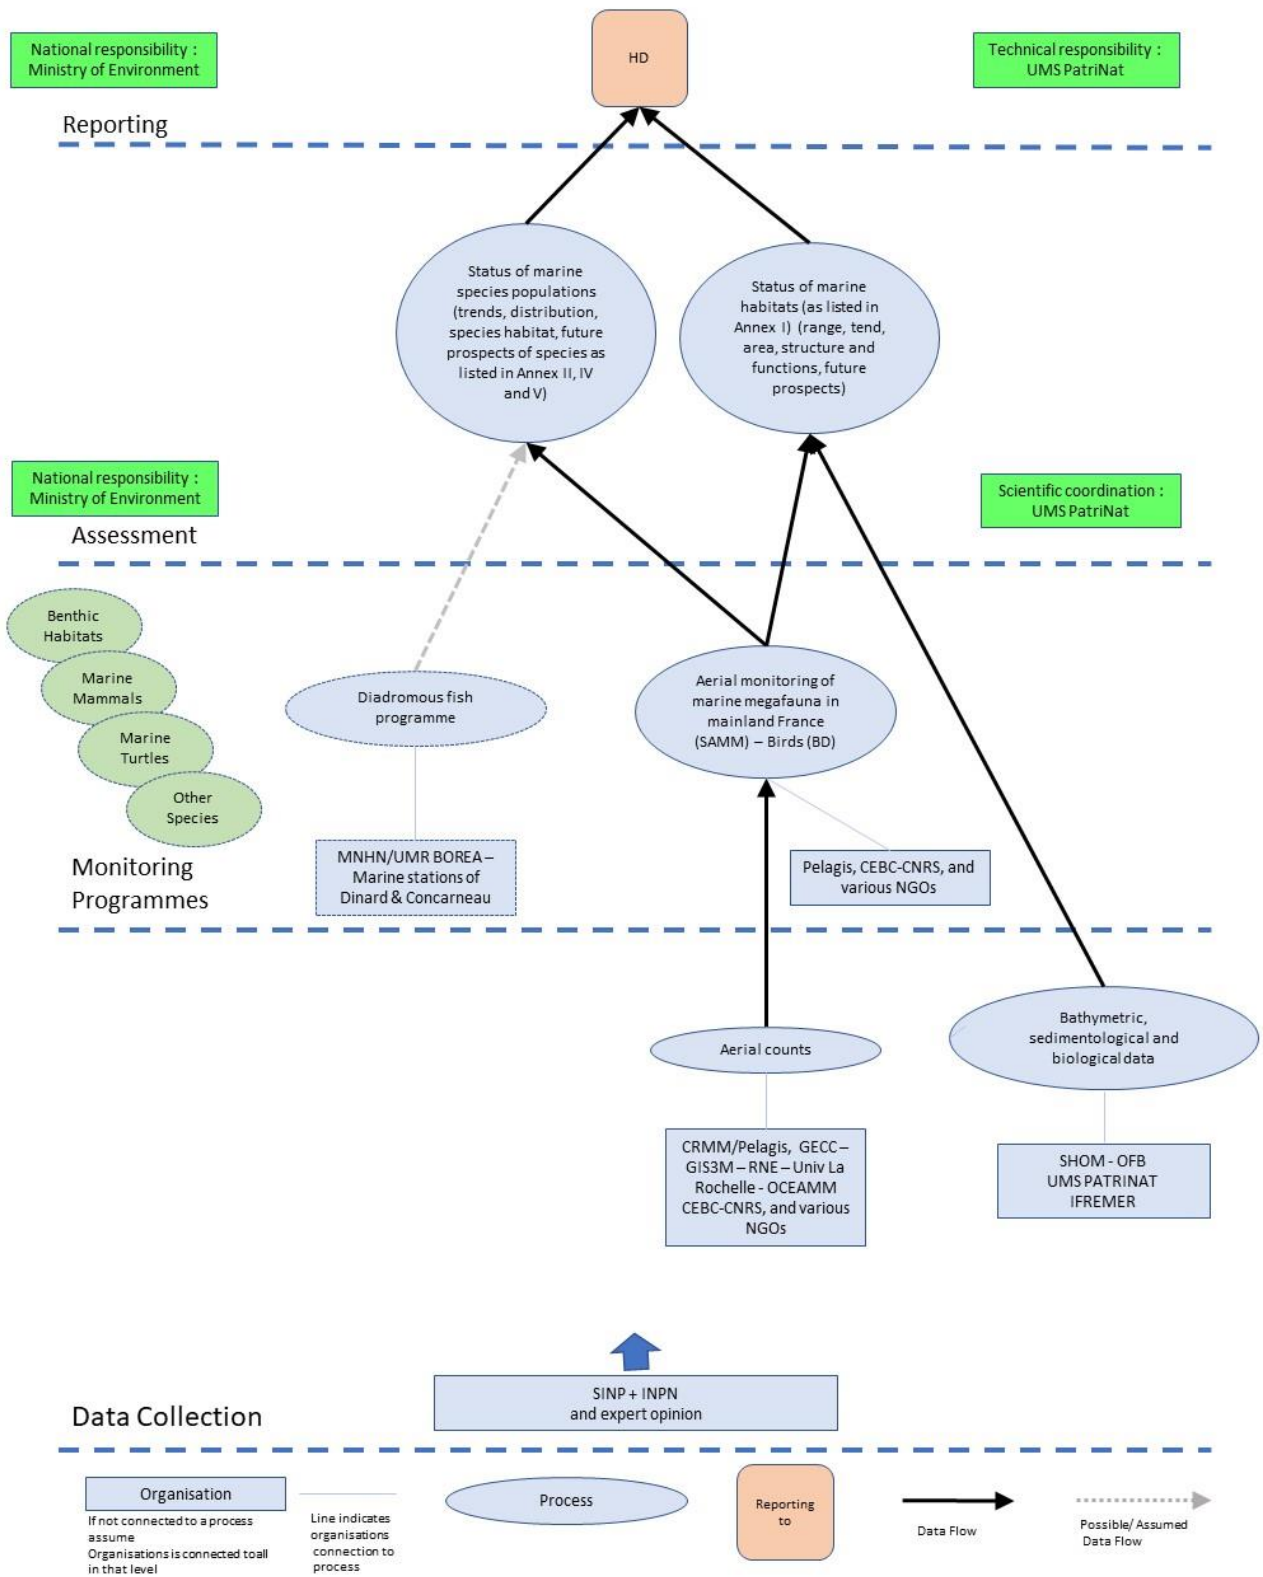 National responsibility :
Ministry of Environment
HD
Technical responsibility :
UMS PatriNat
Reporting
Status of marine
species populations
(trends, distribution,
species habitat, future
prospects of species as
listed in Annex II, IV
and V)
Status of marine
habitats (as listed in
Annex I) (range, tend,
area, structure and
functions, future
prospects)
National responsibility :
Ministry of Environment
Scientific coordination :
UMS PatriNat
Assessment
Benthic
Habitats
Marine
Mammals
Marine
Turtles
Other
Species
Diadromous fish
programme
Aerial monitoring of
marine megafauna in
mainland France
(SAMM) – Birds (BD)
MNHN/UMR BOREA –
Marine stations of
Dinard & Concarneau
Pelagis, CEBC-CNRS, and
various NGOs
Monitoring
Programmes
Aerial counts
Bathymetric,
sedimentological and
biological data
CRMM/Pelagis, GECC –
GIS3M – RNE – Univ La
Rochelle - OCEAMM
CEBC-CNRS, and various
NGOs
SHOM - OFB
UMS PATRINAT
IFREMER
SINP + INPN
and expert opinion
Data Collection
Organisation
If not connected to a process
assume
Organisations is connected to all
in that level
Line indicates
organisations
connection to
process
Process
Reporting
to
Data Flow
Possible/ Assumed
Data Flow